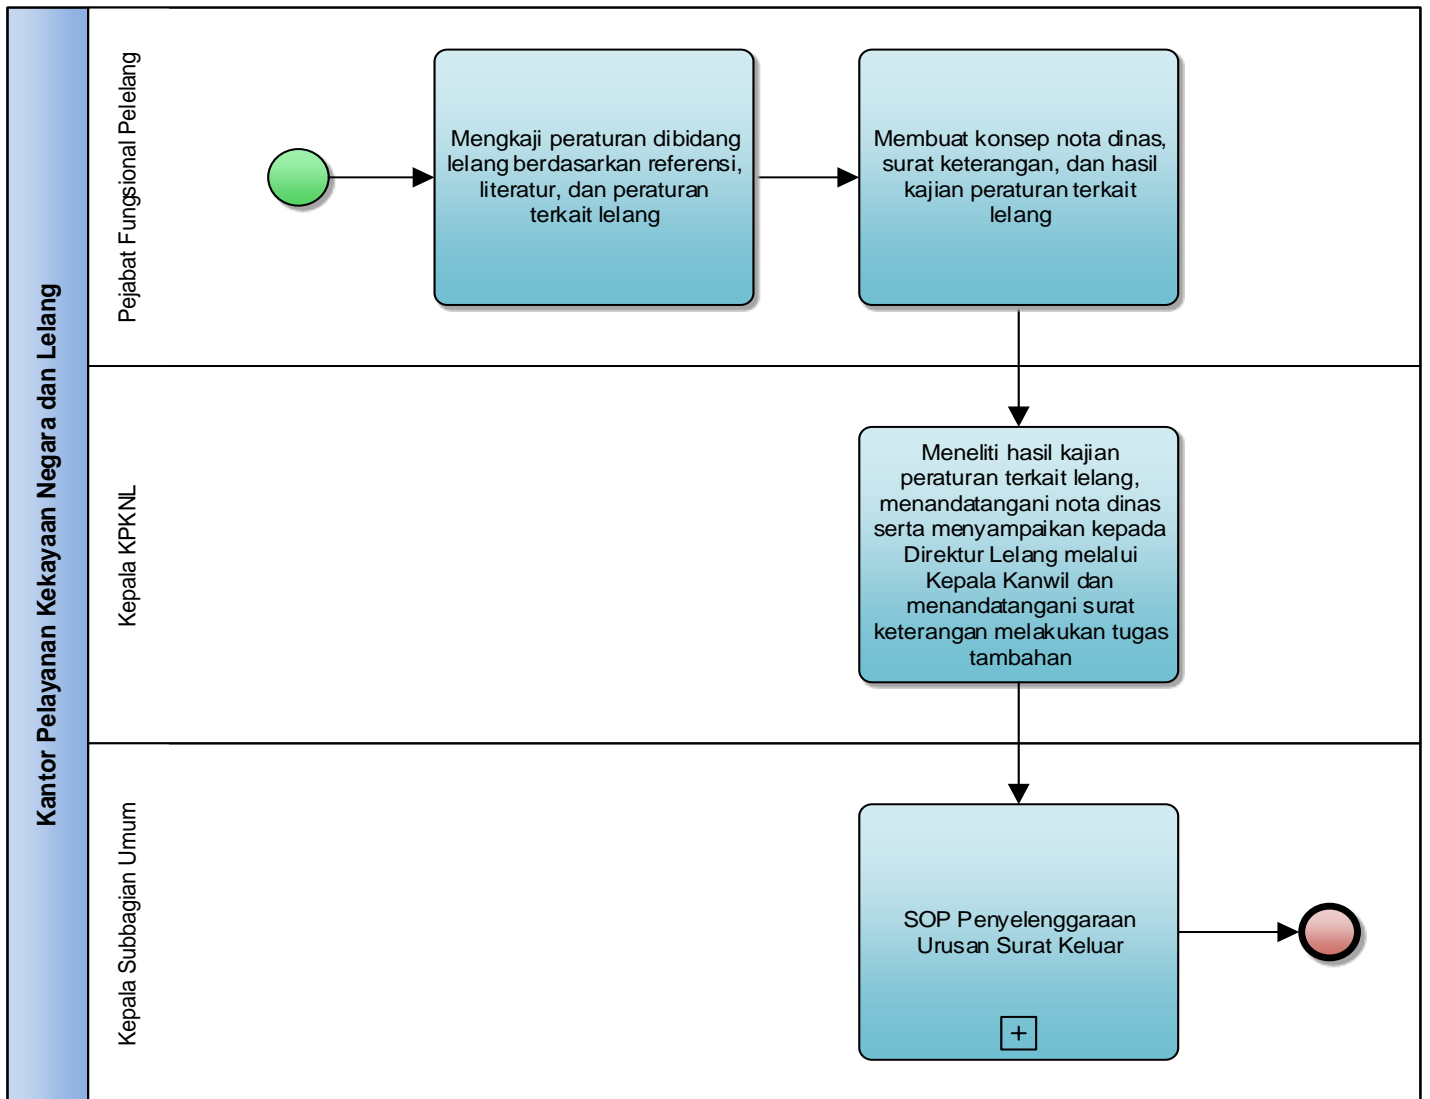 Kantor Pelayanan Kekayaan Negara dan Lelang
Pejabat Fungsional Pelelang
Mengkaji peraturan dibidang
lelang berdasarkan referensi,
literatur, dan peraturan
terkait lelang
Membuat konsep nota dinas,
surat keterangan, dan hasil
kajian peraturan terkait
lelang
Kepala KPKNL
Meneliti hasil kajian
peraturan terkait lelang,
menandatangani nota dinas
serta menyampaikan kepada
Direktur Lelang melalui
Kepala Kanwil dan
menandatangani surat
keterangan melakukan tugas
tambahan
Kepala Subbagian Umum
SOP Penyelenggaraan
Urusan Surat Keluar